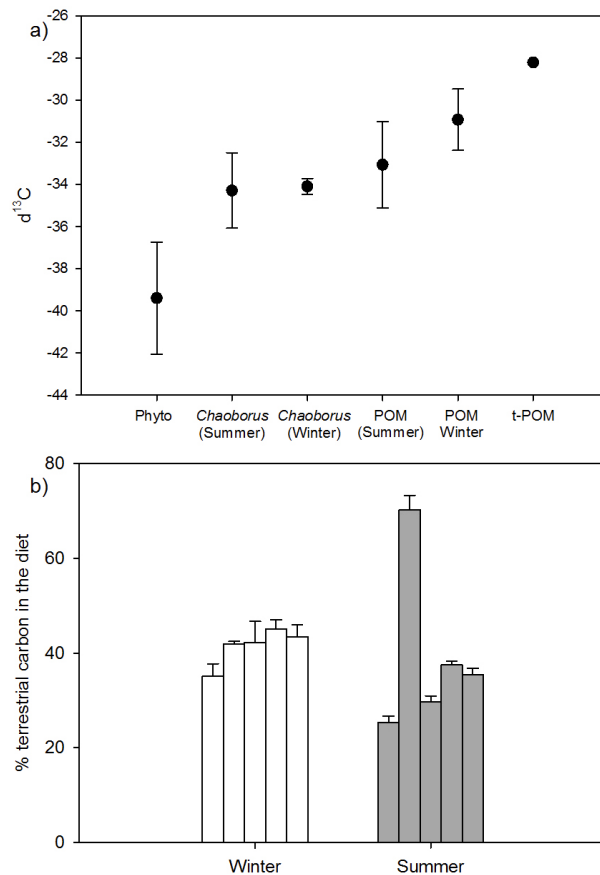 a)
-26
-28
-30
-32
-34
-36
-38
-40
-42
-44
d13C
Phyto
Chaoborus
(Summer)
Chaoborus
(Winter)
POM
(Summer)
POM
Winter
t-POM
b)
80
60
40
20
0
% terrestrial carbon in the diet
Winter
Summer